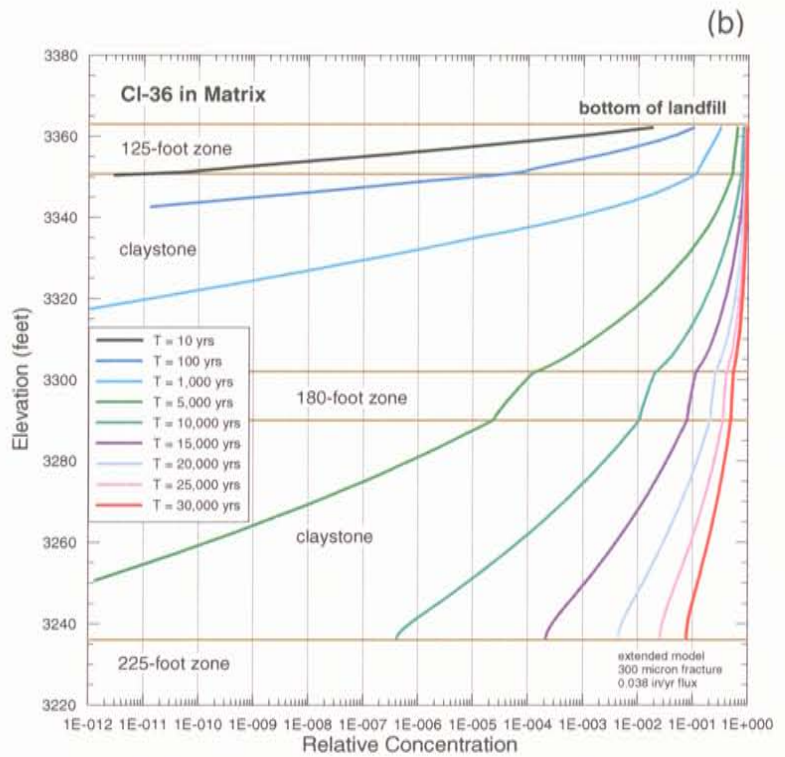 (b)
3380
3360
3340
3320
3300
3280
3260
3240
3220
Elevation (feet)
Cl-36 in Matrix
bottom of landfill
125-foot zone
claystone
T = 10 yrs
T = 100 yrs
T = 1,000 yrs
T = 5,000 yrs
T = 10,000 yrs
T = 15,000 yrs
T = 20,000 yrs
T = 25,000 yrs
T = 30,000 yrs
180-foot zone
claystone
225-foot zone
extended model
300 micron fracture
0.038 in/yr flux
1E-012 1E-011 1E-010 1E-009 1E-008 1E-007 1E-006 1E-005 1E-004 1E-003 1E-002 1E-001 1E+000
Relative Concentration